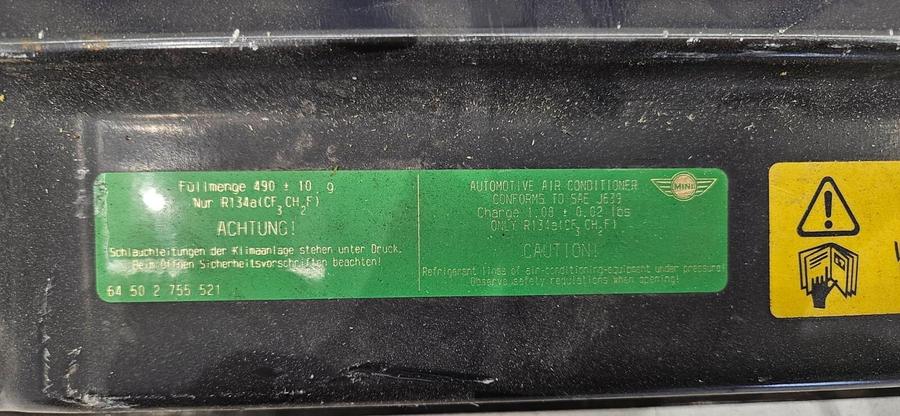 Füllmenge 490 ± 10 g
Nur R134a(CF₃CH₂F)
ACHTUNG!
Schlauchleitungen der Klimaanlage stehen unter Druck.
Beim Öffnen Sicherheitsvorschriften beachten!
64 50 2 755 521
AUTOMOTIVE AIR CONDITIONER
CONFORMS TO SAE J639
Charge 1.08 ± 0.02 lbs
ONLY R134a(CF₃CH₂F)
CAUTION!
Refrigerant lines of air-conditioning-equipment under pressure!
Observe safety regulations when opening!
MINI